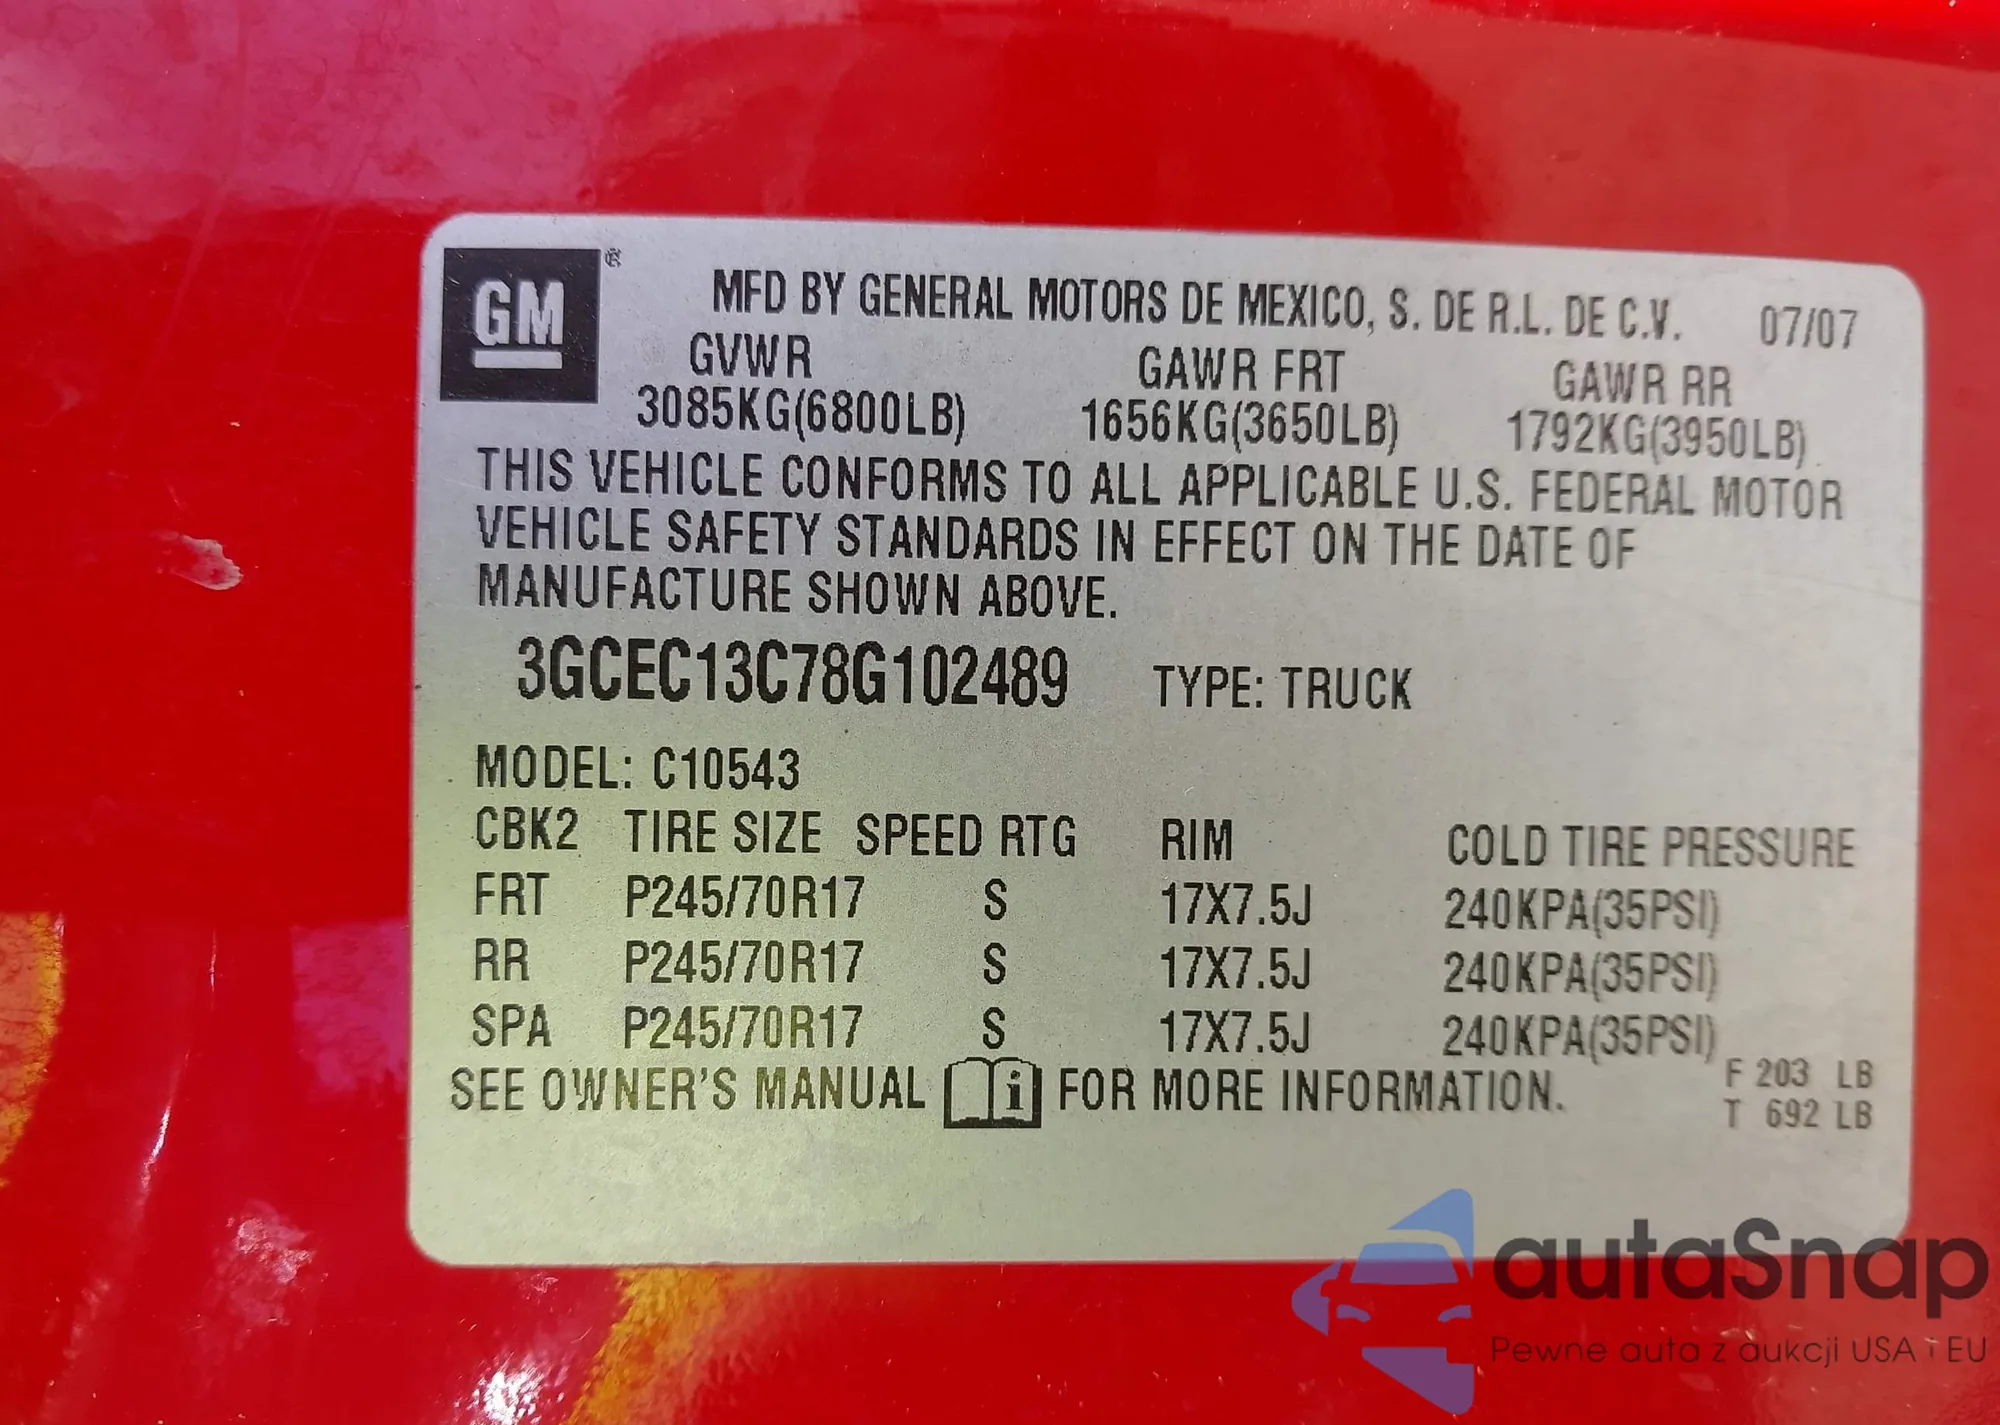 GM
MFD BY GENERAL MOTORS DE MEXICO, S. DE R.L. DE C.V. 07/07
GVWR GAWR FRT GAWR RR
3085KG(6800LB) 1656KG(3650LB) 1792KG(3950LB)
THIS VEHICLE CONFORMS TO ALL APPLICABLE U.S. FEDERAL MOTOR
VEHICLE SAFETY STANDARDS IN EFFECT ON THE DATE OF
MANUFACTURE SHOWN ABOVE.
3GCEC13C78G102489 TYPE: TRUCK
MODEL: C10543
CBK2 TIRE SIZE SPEED RTG RIM COLD TIRE PRESSURE
FRT P245/70R17 S 17X7.5J 240KPA(35PSI)
RR P245/70R17 S 17X7.5J 240KPA(35PSI)
SPA P245/70R17 S 17X7.5J 240KPA(35PSI)
SEE OWNER'S MANUAL i FOR MORE INFORMATION.
F 203 LB
T 692 LB
autaSnap
Pewne auta z aukcji USA i EU